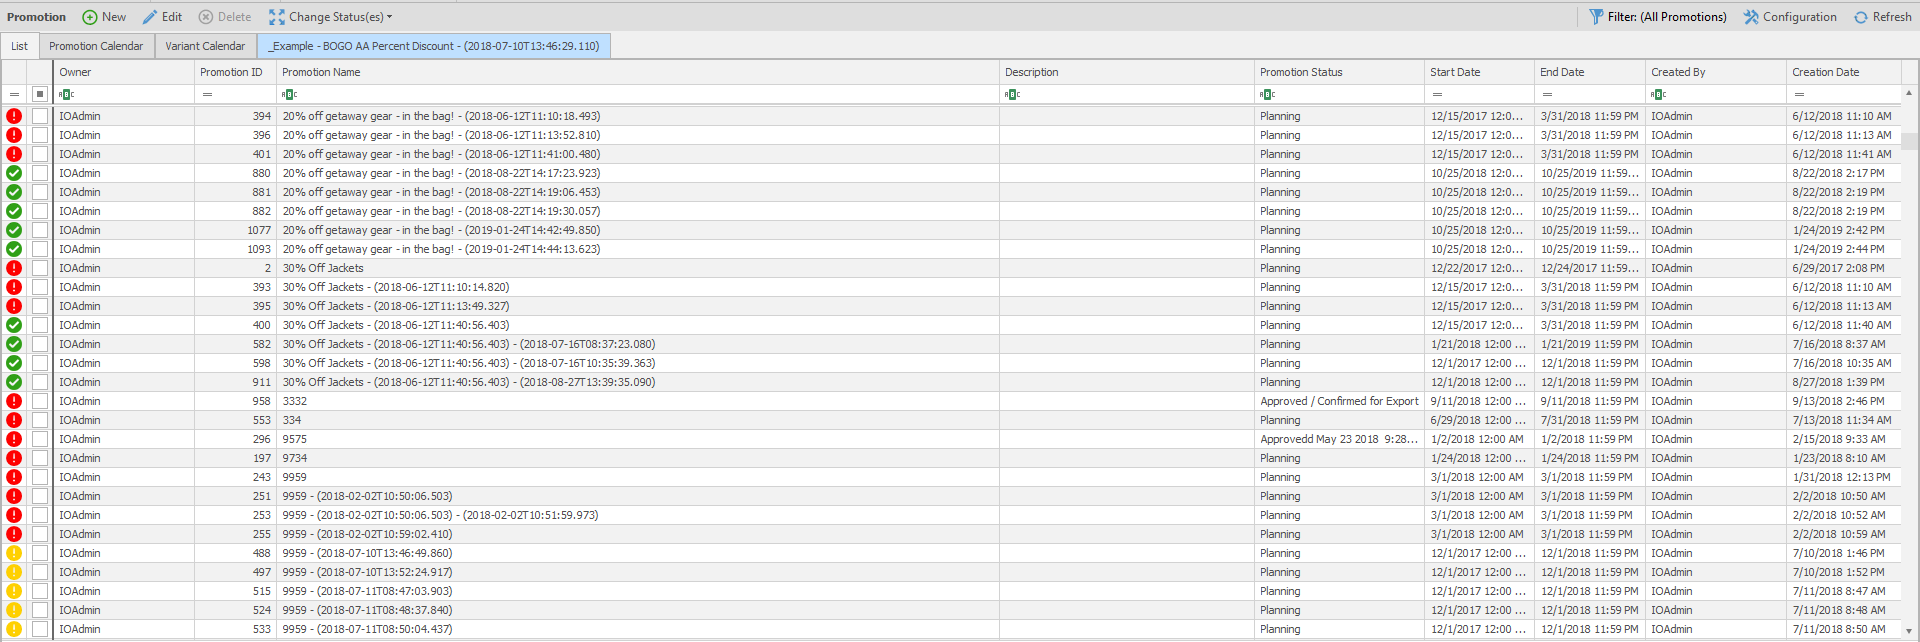 Promotion New Edit Delete Change Status(es) Filter: (All Promotions) Configuration Refresh
List Promotion Calendar Variant Calendar _Example - BOGO AA Percent Discount - (2018-07-10T13:46:29.110)
Owner Promotion ID Promotion Name Description Promotion Status Start Date End Date Created By Creation Date
= ABC = ABC ABC ABC = = ABC =
IOAdmin 394 20% off getaway gear - in the bag! - (2018-06-12T11:10:18.493) Planning 12/15/2017 12:0... 3/31/2018 11:59 PM IOAdmin 6/12/2018 11:10 AM
IOAdmin 396 20% off getaway gear - in the bag! - (2018-06-12T11:13:52.810) Planning 12/15/2017 12:0... 3/31/2018 11:59 PM IOAdmin 6/12/2018 11:13 AM
IOAdmin 401 20% off getaway gear - in the bag! - (2018-06-12T11:41:00.480) Planning 12/15/2017 12:0... 3/31/2018 11:59 PM IOAdmin 6/12/2018 11:41 AM
IOAdmin 880 20% off getaway gear - in the bag! - (2018-08-22T14:17:23.923) Planning 10/25/2018 12:0... 10/25/2019 11:59... IOAdmin 8/22/2018 2:17 PM
IOAdmin 881 20% off getaway gear - in the bag! - (2018-08-22T14:19:06.453) Planning 10/25/2018 12:0... 10/25/2019 11:59... IOAdmin 8/22/2018 2:19 PM
IOAdmin 882 20% off getaway gear - in the bag! - (2018-08-22T14:19:30.057) Planning 10/25/2018 12:0... 10/25/2019 11:59... IOAdmin 8/22/2018 2:19 PM
IOAdmin 1077 20% off getaway gear - in the bag! - (2019-01-24T14:42:49.850) Planning 10/25/2018 12:0... 10/25/2019 11:59... IOAdmin 1/24/2019 2:42 PM
IOAdmin 1093 20% off getaway gear - in the bag! - (2019-01-24T14:44:13.623) Planning 10/25/2018 12:0... 10/25/2019 11:59... IOAdmin 1/24/2019 2:44 PM
IOAdmin 2 30% Off Jackets Planning 12/22/2017 12:0... 12/24/2017 11:59... IOAdmin 6/29/2017 2:08 PM
IOAdmin 393 30% Off Jackets - (2018-06-12T11:10:14.820) Planning 12/15/2017 12:0... 3/31/2018 11:59 PM IOAdmin 6/12/2018 11:10 AM
IOAdmin 395 30% Off Jackets - (2018-06-12T11:13:49.327) Planning 12/15/2017 12:0... 3/31/2018 11:59 PM IOAdmin 6/12/2018 11:13 AM
IOAdmin 400 30% Off Jackets - (2018-06-12T11:40:56.403) Planning 12/15/2017 12:0... 3/31/2018 11:59 PM IOAdmin 6/12/2018 11:40 AM
IOAdmin 582 30% Off Jackets - (2018-06-12T11:40:56.403) - (2018-07-16T08:37:23.080) Planning 1/21/2018 12:00 ... 1/21/2019 11:59 PM IOAdmin 7/16/2018 8:37 AM
IOAdmin 598 30% Off Jackets - (2018-06-12T11:40:56.403) - (2018-07-16T10:35:39.363) Planning 12/1/2017 12:00 ... 12/1/2018 11:59 PM IOAdmin 7/16/2018 10:35 AM
IOAdmin 911 30% Off Jackets - (2018-06-12T11:40:56.403) - (2018-08-27T13:39:35.090) Planning 12/1/2018 12:00 ... 12/1/2018 11:59 PM IOAdmin 8/27/2018 1:39 PM
IOAdmin 958 3332 Approved / Confirmed for Export 9/11/2018 12:00 ... 9/11/2018 11:59 PM IOAdmin 9/13/2018 2:46 PM
IOAdmin 553 334 Planning 6/29/2018 12:00 ... 7/31/2018 11:59 PM IOAdmin 7/13/2018 11:34 AM
IOAdmin 296 9575 Approvedd May 23 2018 9:28... 1/2/2018 12:00 AM 1/2/2018 11:59 PM IOAdmin 2/15/2018 9:33 AM
IOAdmin 197 9734 Planning 1/24/2018 12:00 ... 1/24/2018 11:59 PM IOAdmin 1/23/2018 8:10 AM
IOAdmin 243 9959 Planning 3/1/2018 12:00 AM 3/1/2018 11:59 PM IOAdmin 1/31/2018 12:13 PM
IOAdmin 251 9959 - (2018-02-02T10:50:06.503) Planning 3/1/2018 12:00 AM 3/1/2018 11:59 PM IOAdmin 2/2/2018 10:50 AM
IOAdmin 253 9959 - (2018-02-02T10:50:06.503) - (2018-02-02T10:51:59.973) Planning 3/1/2018 12:00 AM 3/1/2018 11:59 PM IOAdmin 2/2/2018 10:52 AM
IOAdmin 255 9959 - (2018-02-02T10:59:02.410) Planning 3/1/2018 12:00 AM 3/1/2018 11:59 PM IOAdmin 2/2/2018 10:59 AM
IOAdmin 488 9959 - (2018-07-10T13:46:49.860) Planning 12/1/2017 12:00 ... 12/1/2018 11:59 PM IOAdmin 7/10/2018 1:46 PM
IOAdmin 497 9959 - (2018-07-10T13:52:24.917) Planning 12/1/2017 12:00 ... 12/1/2018 11:59 PM IOAdmin 7/10/2018 1:52 PM
IOAdmin 515 9959 - (2018-07-11T08:47:03.903) Planning 12/1/2017 12:00 ... 12/1/2018 11:59 PM IOAdmin 7/11/2018 8:47 AM
IOAdmin 524 9959 - (2018-07-11T08:48:37.840) Planning 12/1/2017 12:00 ... 12/1/2018 11:59 PM IOAdmin 7/11/2018 8:48 AM
IOAdmin 533 9959 - (2018-07-11T08:50:04.437) Planning 12/1/2017 12:00 ... 12/1/2018 11:59 PM IOAdmin 7/11/2018 8:50 AM